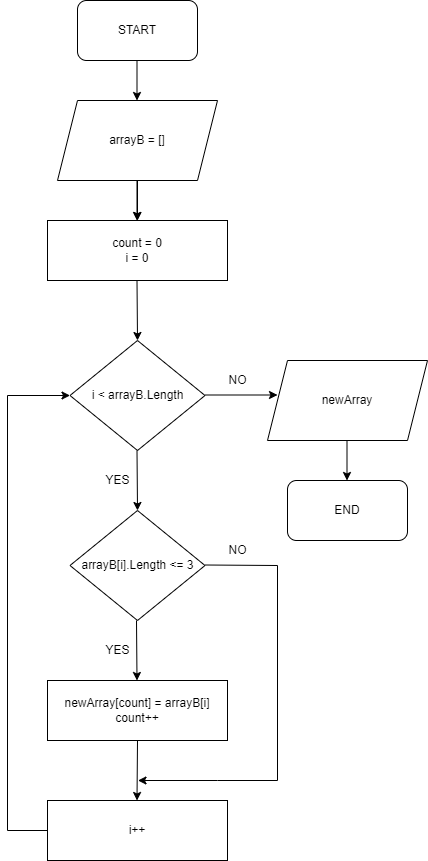 START
arrayB = []
count = 0
i = 0
i < arrayB.Length
NO
newArray
YES
END
arrayB[i].Length <= 3
NO
YES
newArray[count] = arrayB[i]
count++
i++